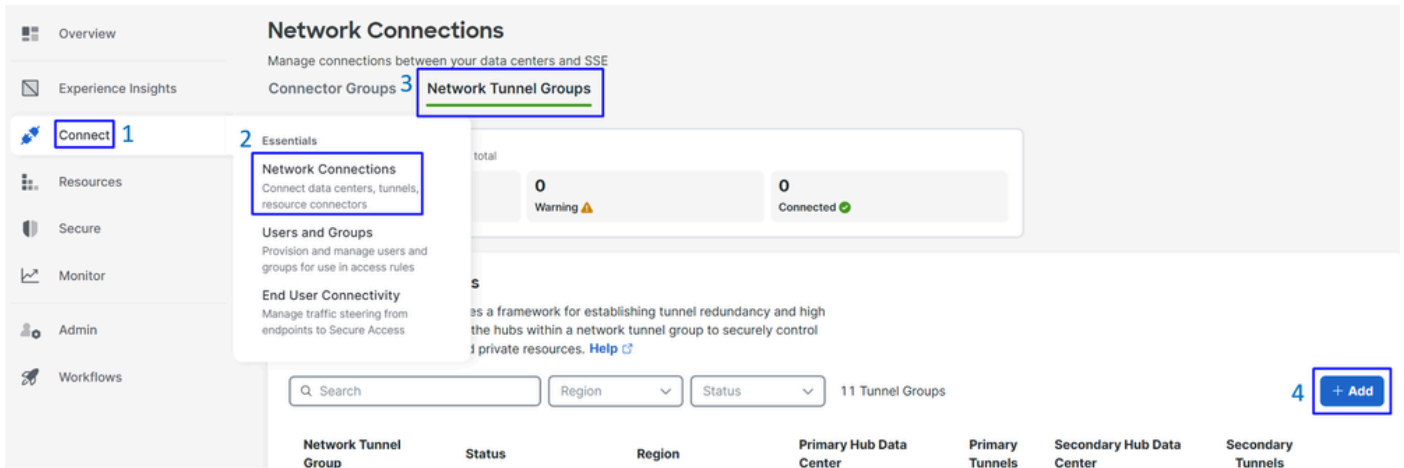 Overview
Experience Insights
Connect 1
Resources
Secure
Monitor
Admin
Workflows
Network Connections
Manage connections between your data centers and SSE
Connector Groups 3 Network Tunnel Groups
2 Essentials
Network Connections
Connect data centers, tunnels,
resource connectors
Users and Groups
Provision and manage users and
groups for use in access rules
End User Connectivity
Manage traffic steering from
endpoints to Secure Access
total
0
Warning
0
Connected
s
es a framework for establishing tunnel redundancy and high
the hubs within a network tunnel group to securely control
private resources. Help
Search Region Status 11 Tunnel Groups 4 + Add
Network Tunnel Group Status Region Primary Hub Data Center Primary Tunnels Secondary Hub Data Center Secondary Tunnels